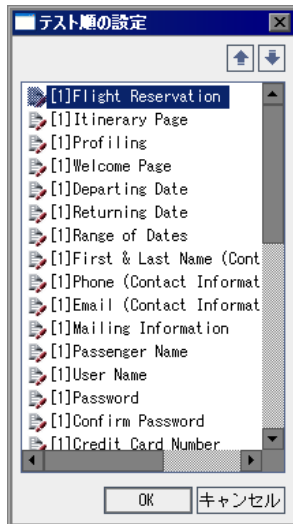 テスト順の設定
[1]Flight Reservation
[1]Itinerary Page
[1]Profiling
[1]Welcome Page
[1]Departing Date
[1]Returning Date
[1]Range of Dates
[1]First & Last Name (Cont
[1]Phone (Contact Informat
[1]Email (Contact Informat
[1]Mailing Information
[1]Passenger Name
[1]User Name
[1]Password
[1]Confirm Password
[1]Credit Card Number
OK キャンセル